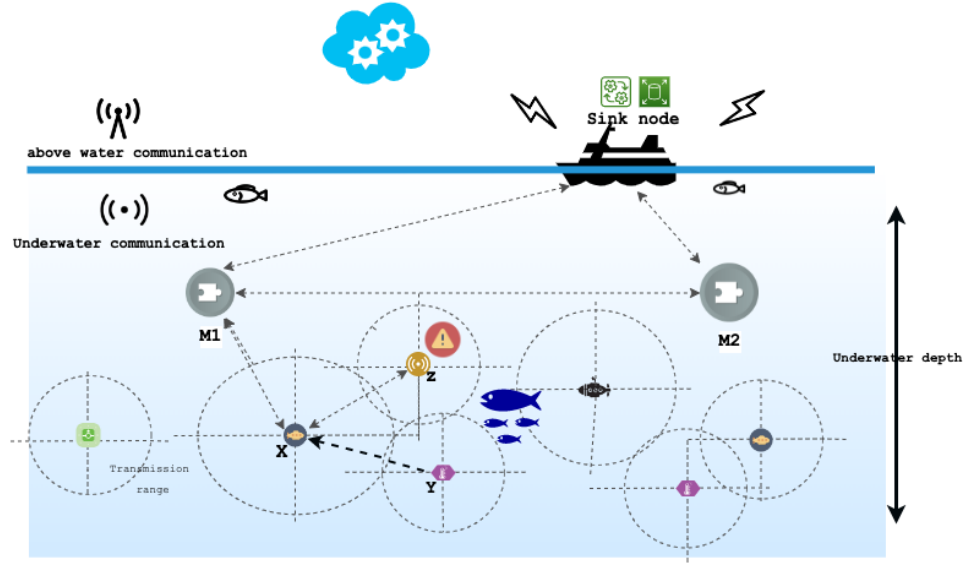 Sink node
above water communication
Underwater communication
M1
M2
Underwater depth
Z
X
Transmission
range
Y